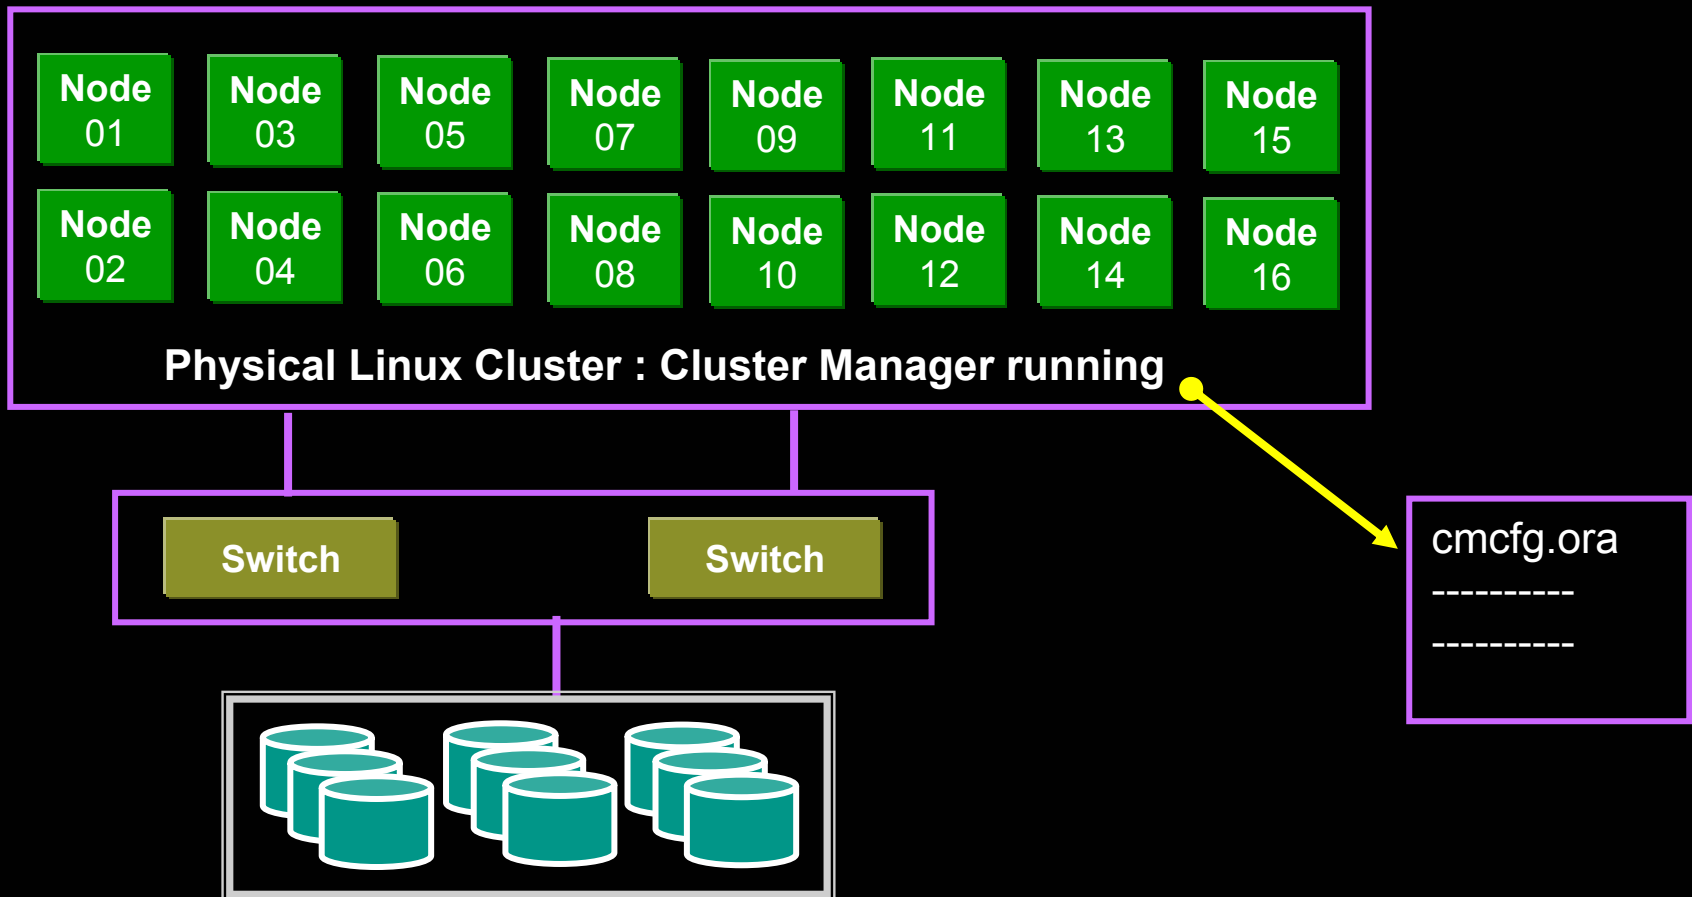 Node
01
Node
03
Node
05
Node
07
Node
09
Node
11
Node
13
Node
15
Node
02
Node
04
Node
06
Node
08
Node
10
Node
12
Node
14
Node
16
Physical Linux Cluster : Cluster Manager running
Switch
Switch
cmcfg.ora
----------
----------